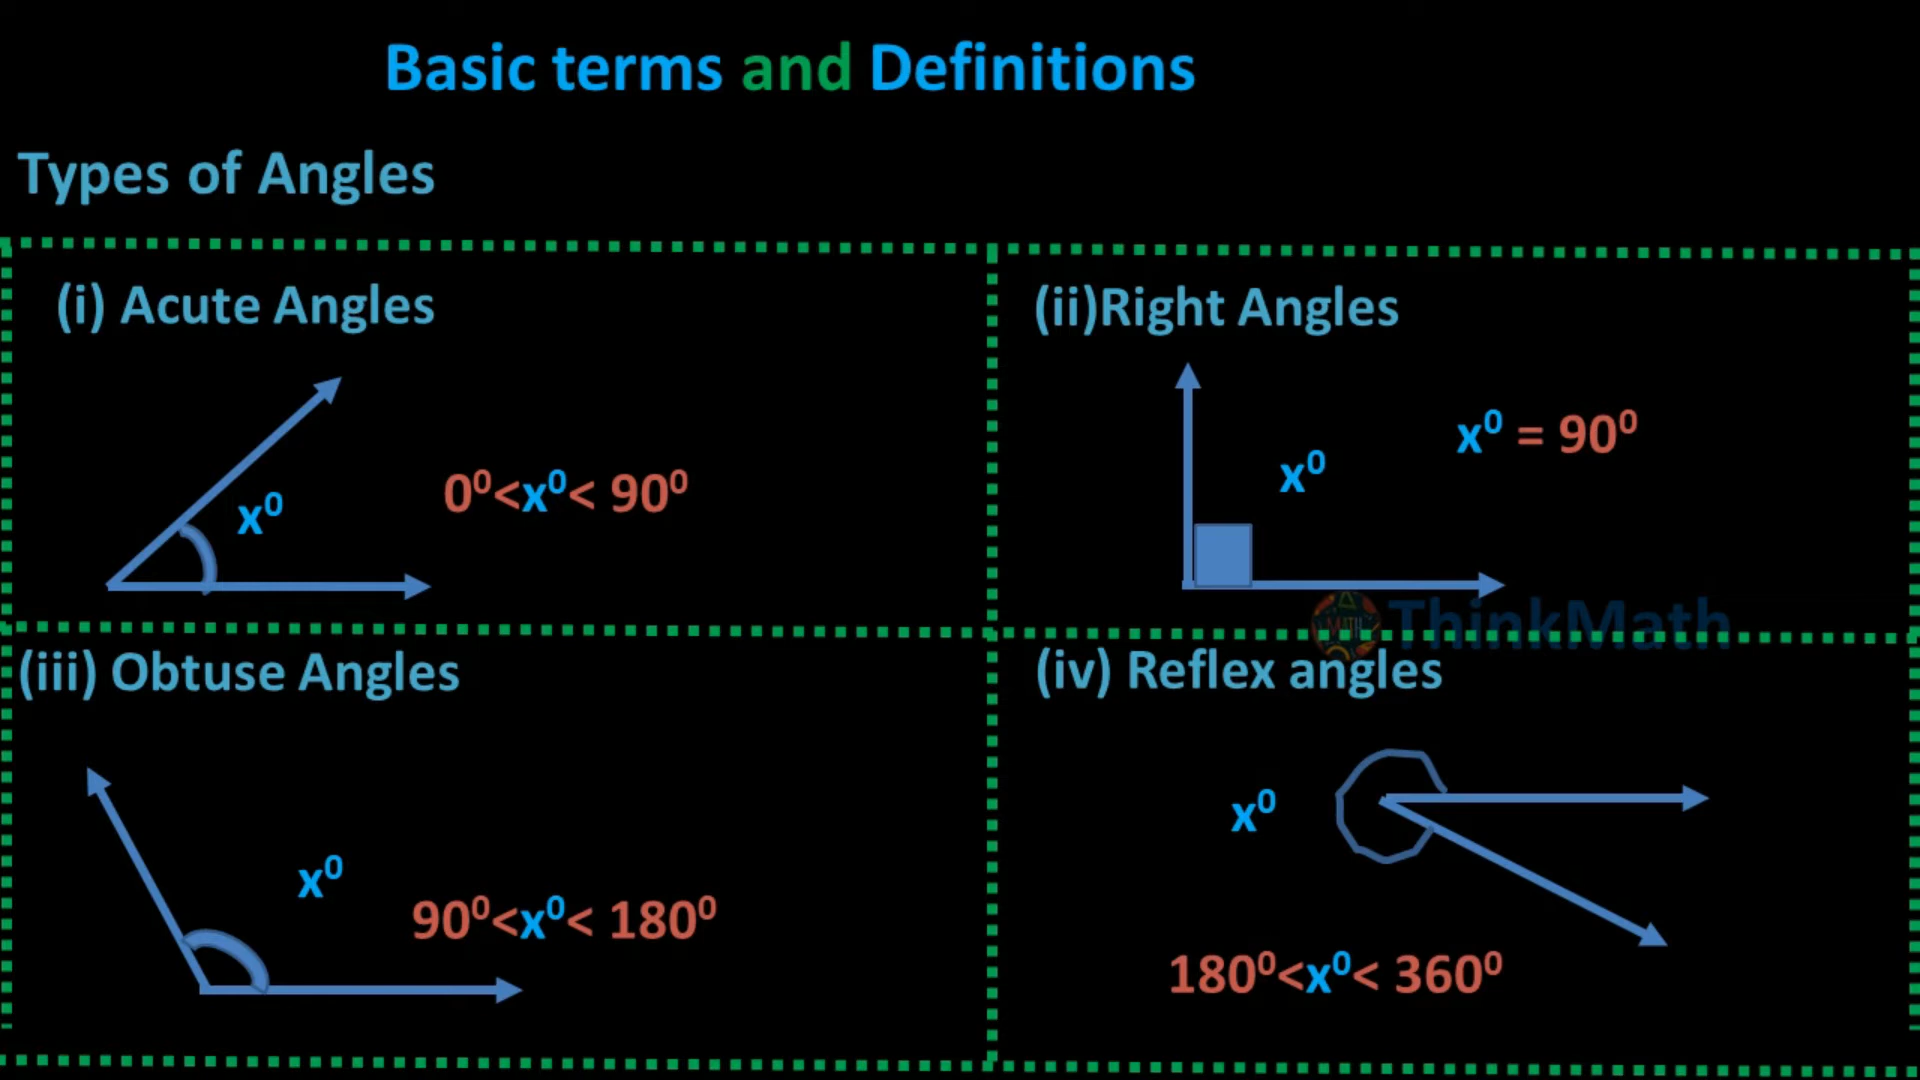 Basic terms and Definitions
Types of Angles
(i) Acute Angles
x⁰
0⁰<x⁰< 90⁰
(ii)Right Angles
x⁰
x⁰ = 90⁰
MATH
ThinkMath
(iii) Obtuse Angles
x⁰
90⁰<x⁰< 180⁰
(iv) Reflex angles
x⁰
180⁰<x⁰< 360⁰